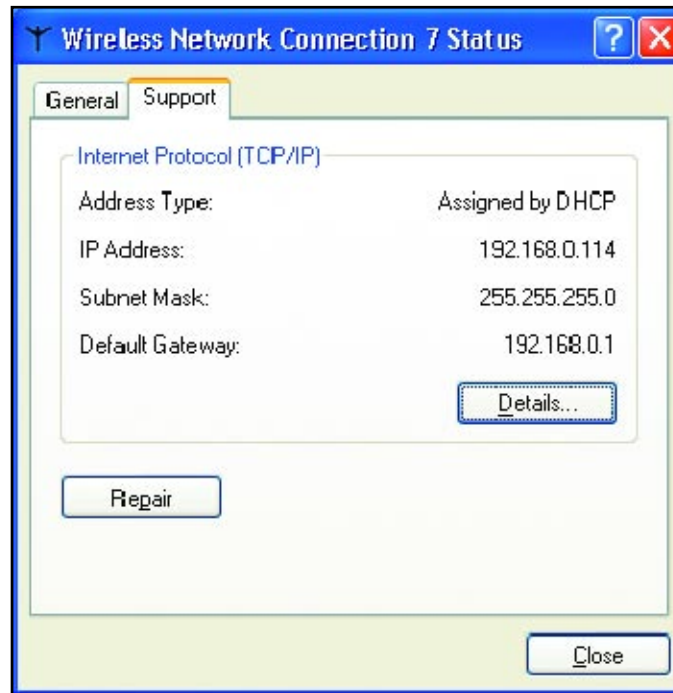 Wireless Network Connection 7 Status
General Support
Internet Protocol (TCP/IP)
Address Type: Assigned by DHCP
IP Address: 192.168.0.114
Subnet Mask: 255.255.255.0
Default Gateway: 192.168.0.1
Details...
Repair
Close